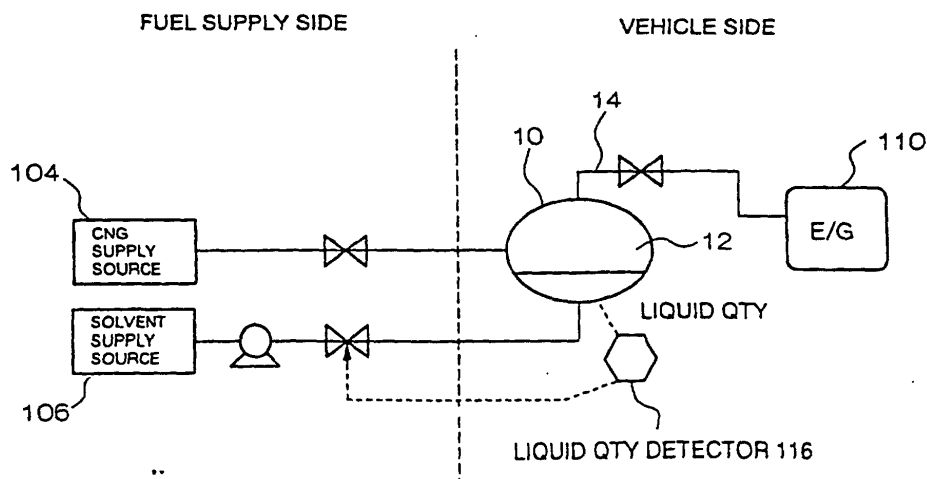 FUEL SUPPLY SIDE
VEHICLE SIDE
14
10
110
104
CNG
SUPPLY
SOURCE
12
E/G
SOLVENT
SUPPLY
SOURCE
LIQUID QTY
106
LIQUID QTY DETECTOR 116